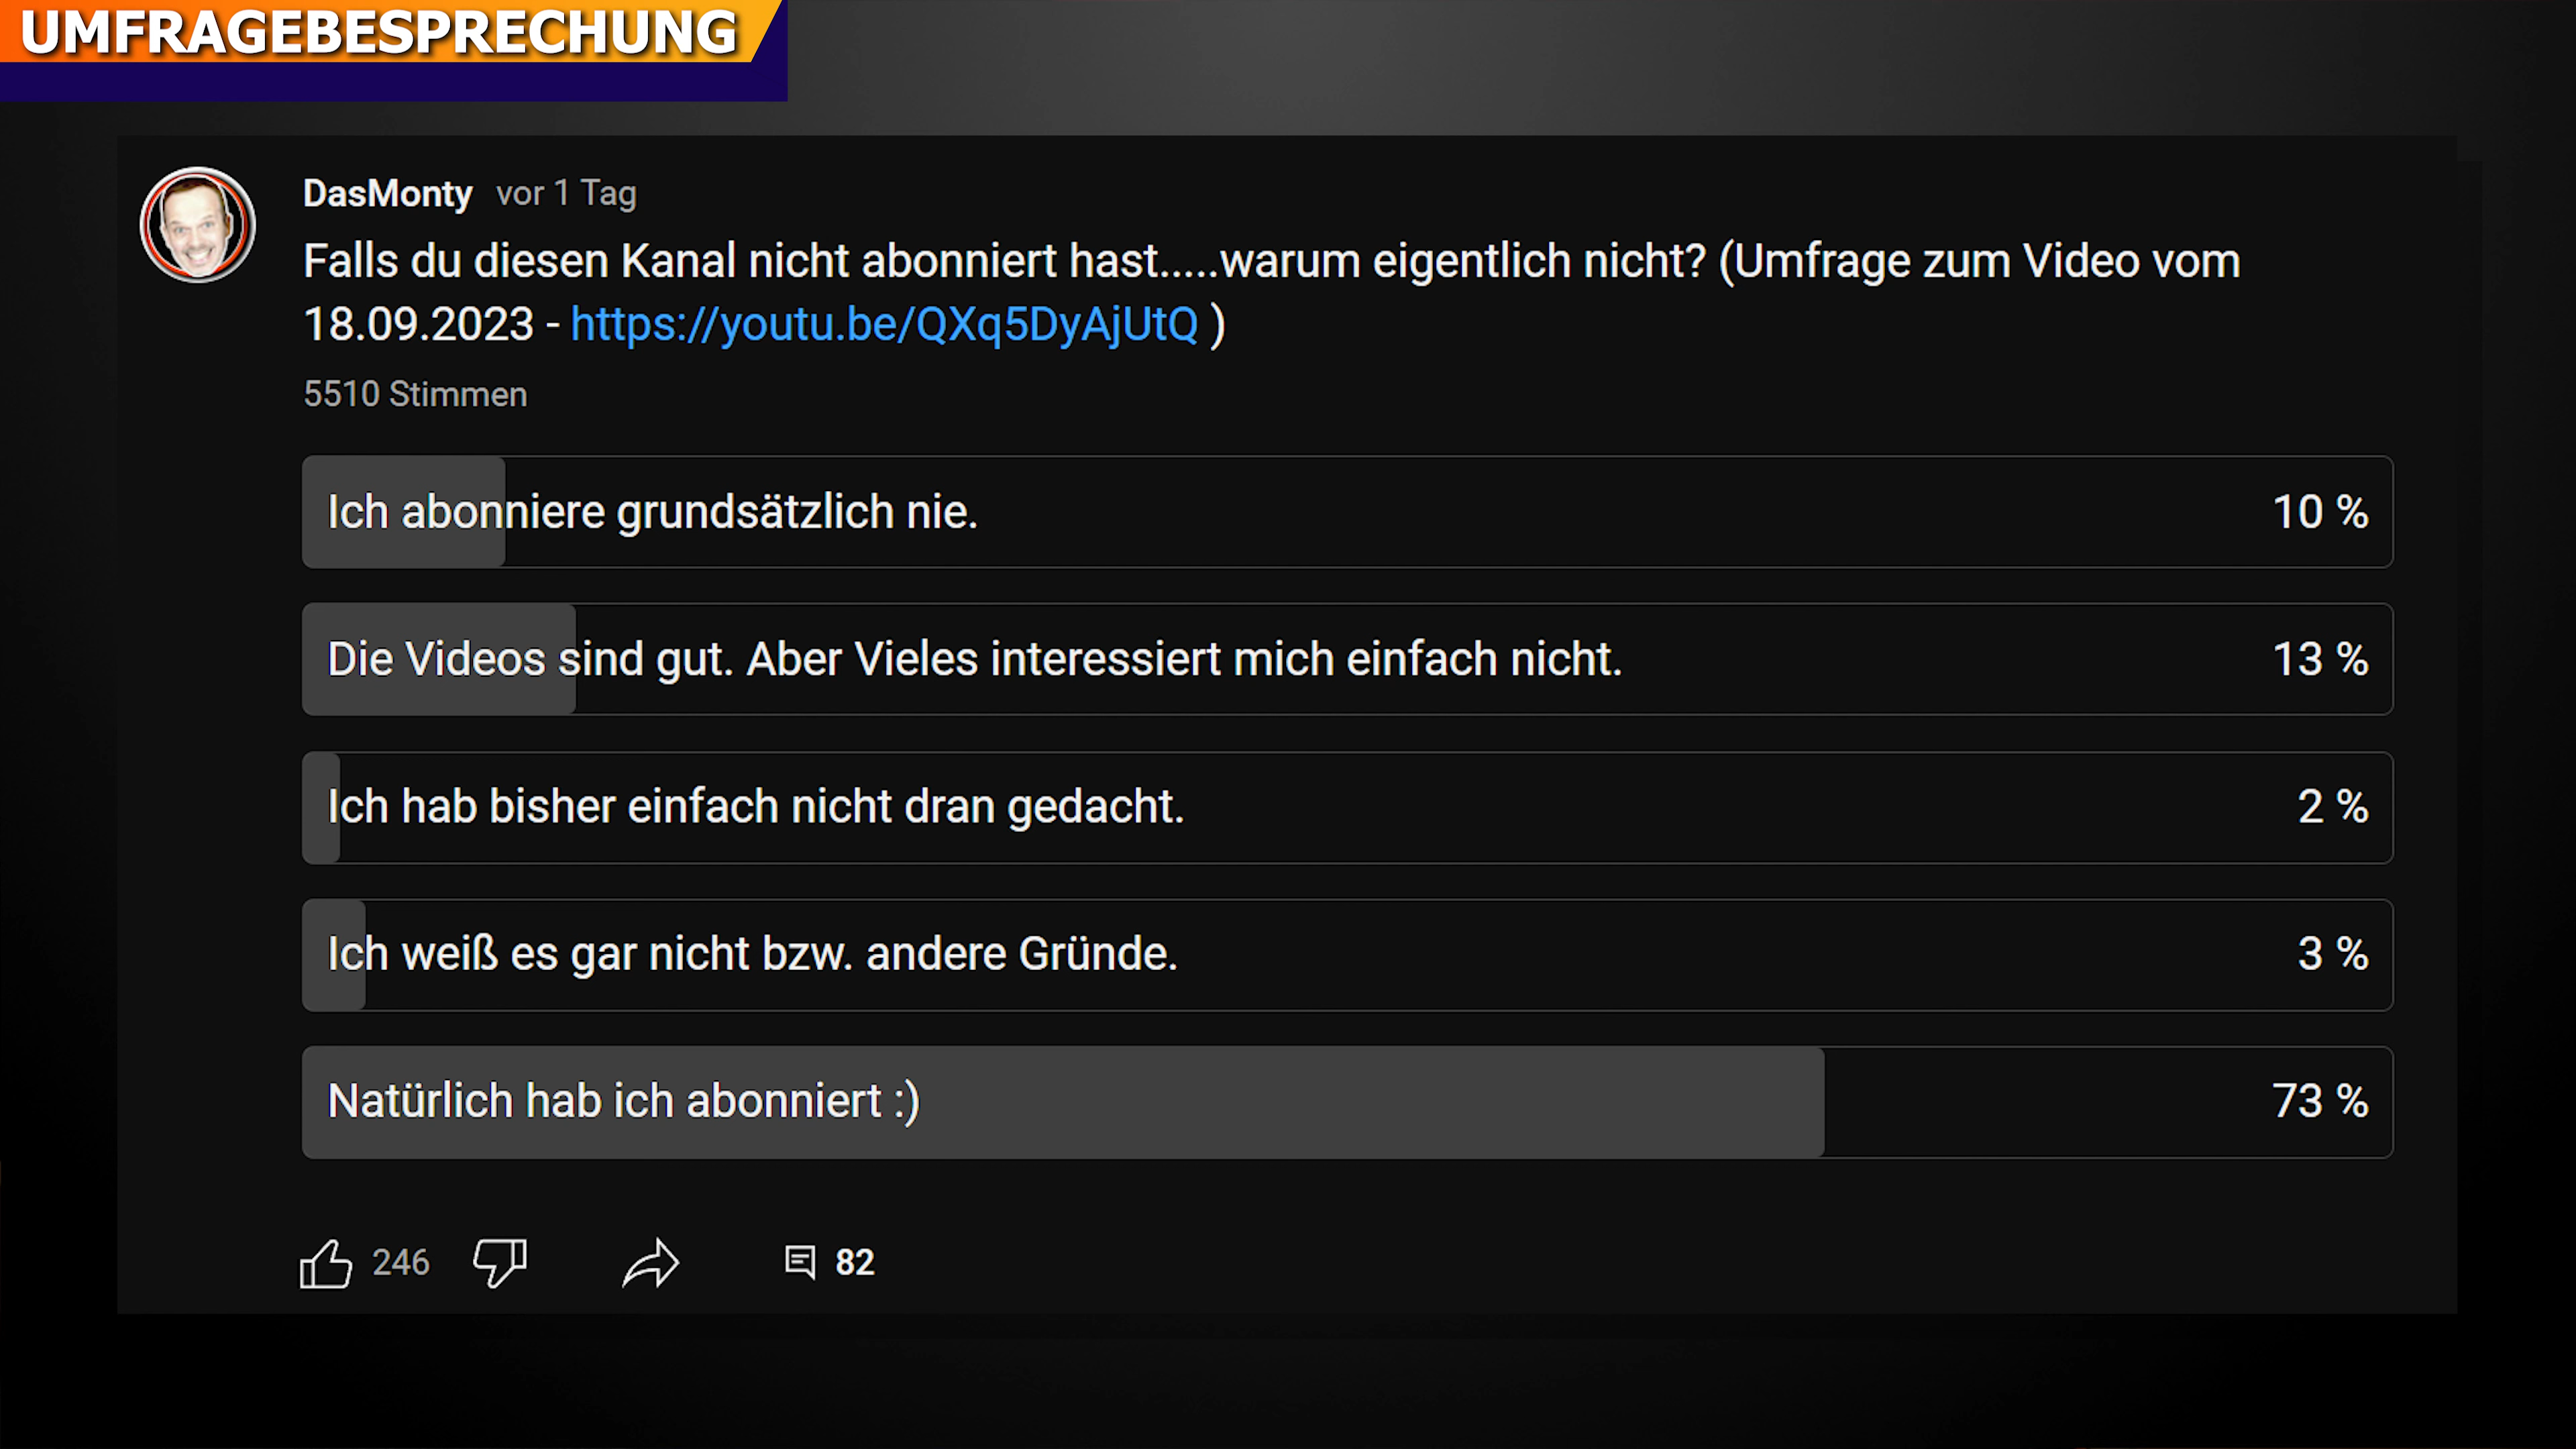 UMFRAGEBESPRECHUNG
DasMonty vor 1 Tag
Falls du diesen Kanal nicht abonniert hast.....warum eigentlich nicht? (Umfrage zum Video vom
18.09.2023 - https://youtu.be/QXq5DyAjUtQ )
5510 Stimmen
Ich abonniere grundsätzlich nie. 10 %
Die Videos sind gut. Aber Vieles interessiert mich einfach nicht. 13 %
Ich hab bisher einfach nicht dran gedacht. 2 %
Ich weiß es gar nicht bzw. andere Gründe. 3 %
Natürlich hab ich abonniert :) 73 %
246 82